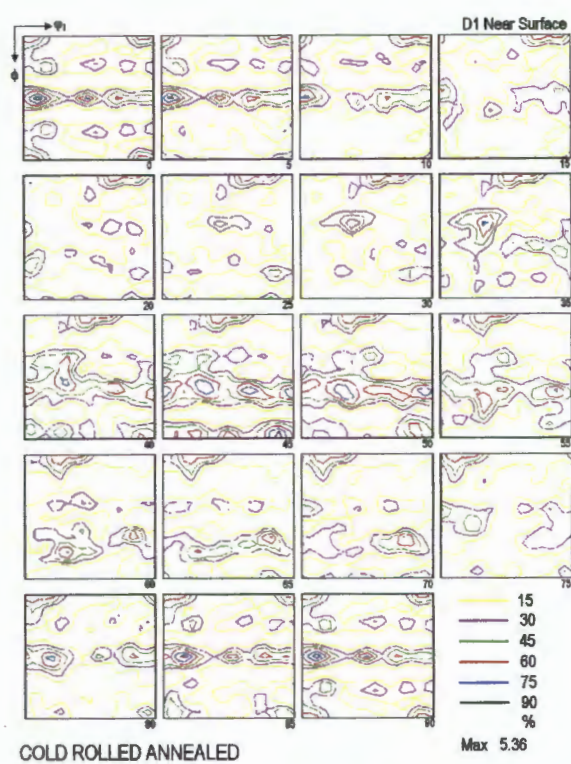 φ1
D1 Near Surface
Φ
0 5 10 15
20 25 30 35
40 45 50 55
60 65 70 75
80 85 90
15
30
45
60
75
90
%
COLD ROLLED ANNEALED
Max 5.36